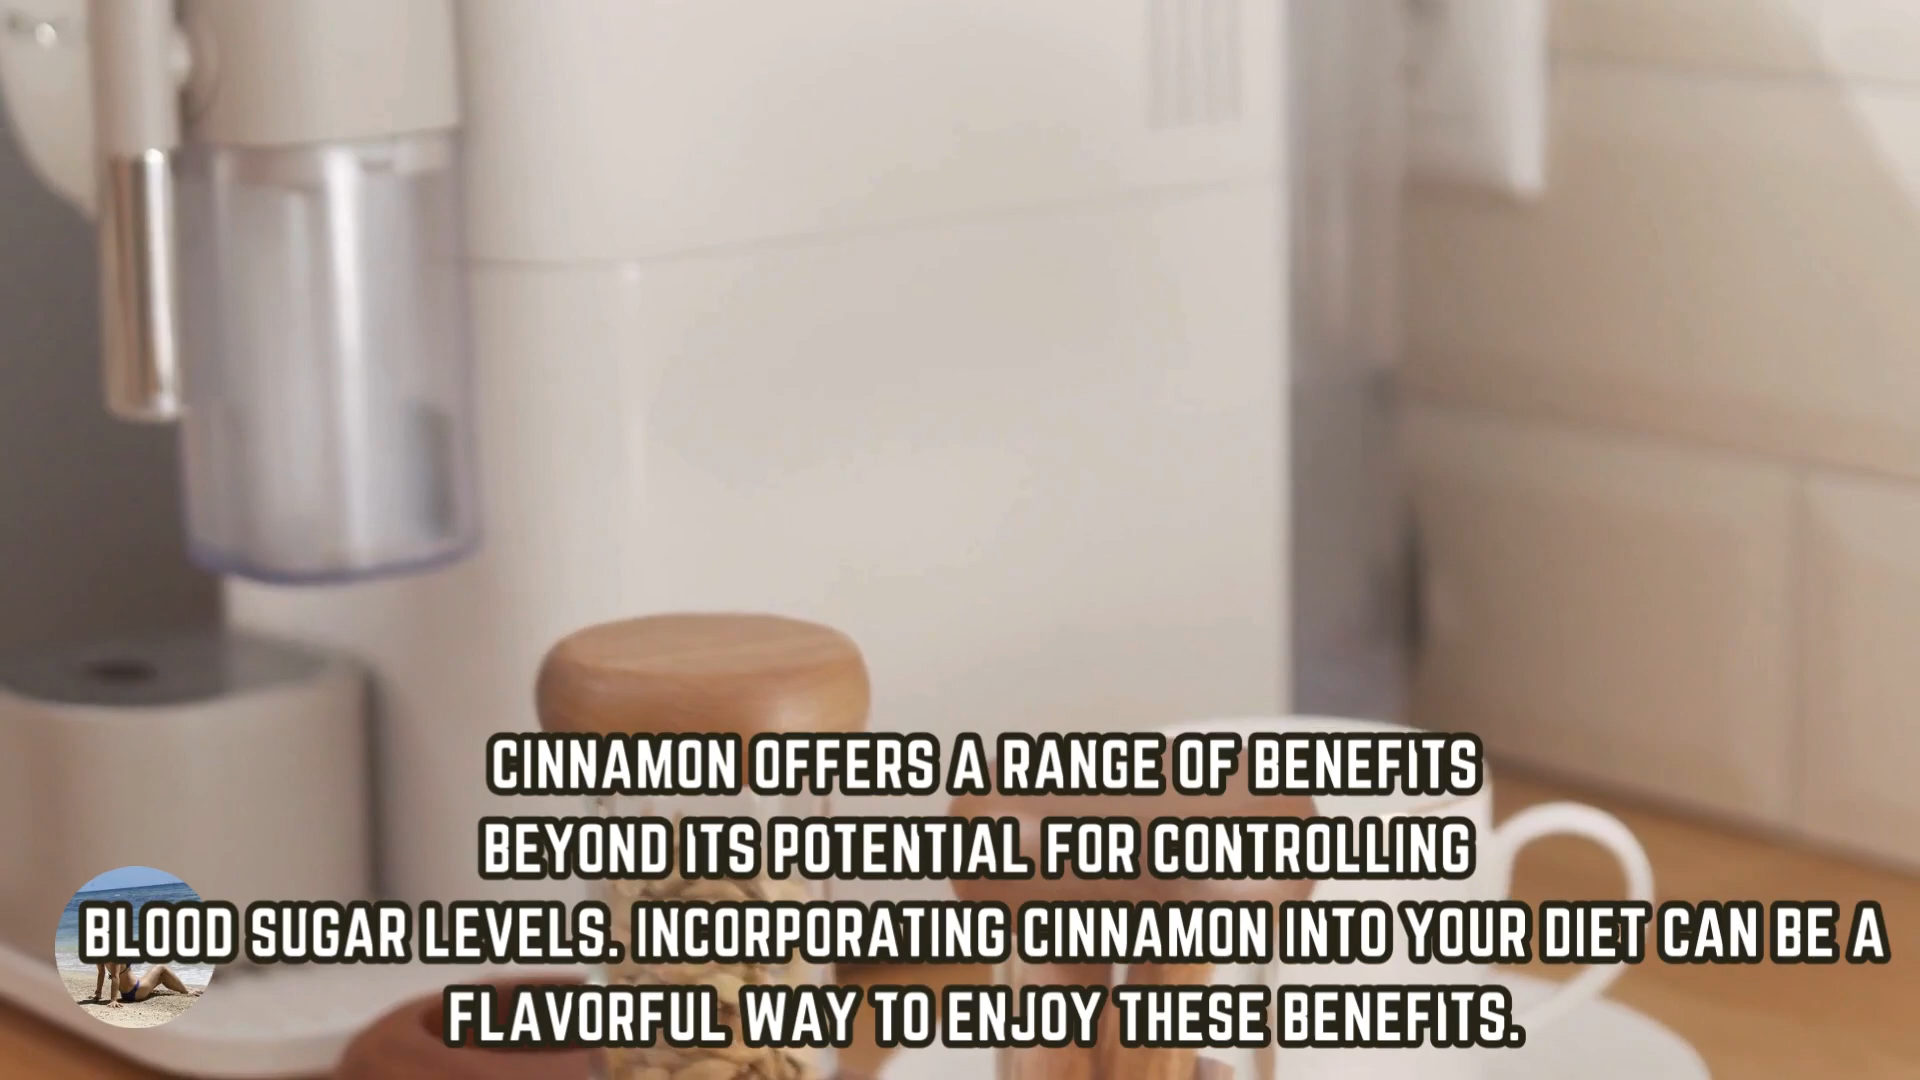 CINNAMON OFFERS A RANGE OF BENEFITS
BEYOND ITS POTENTIAL FOR CONTROLLING
BLOOD SUGAR LEVELS. INCORPORATING CINNAMON INTO YOUR DIET CAN BE A
FLAVORFUL WAY TO ENJOY THESE BENEFITS.